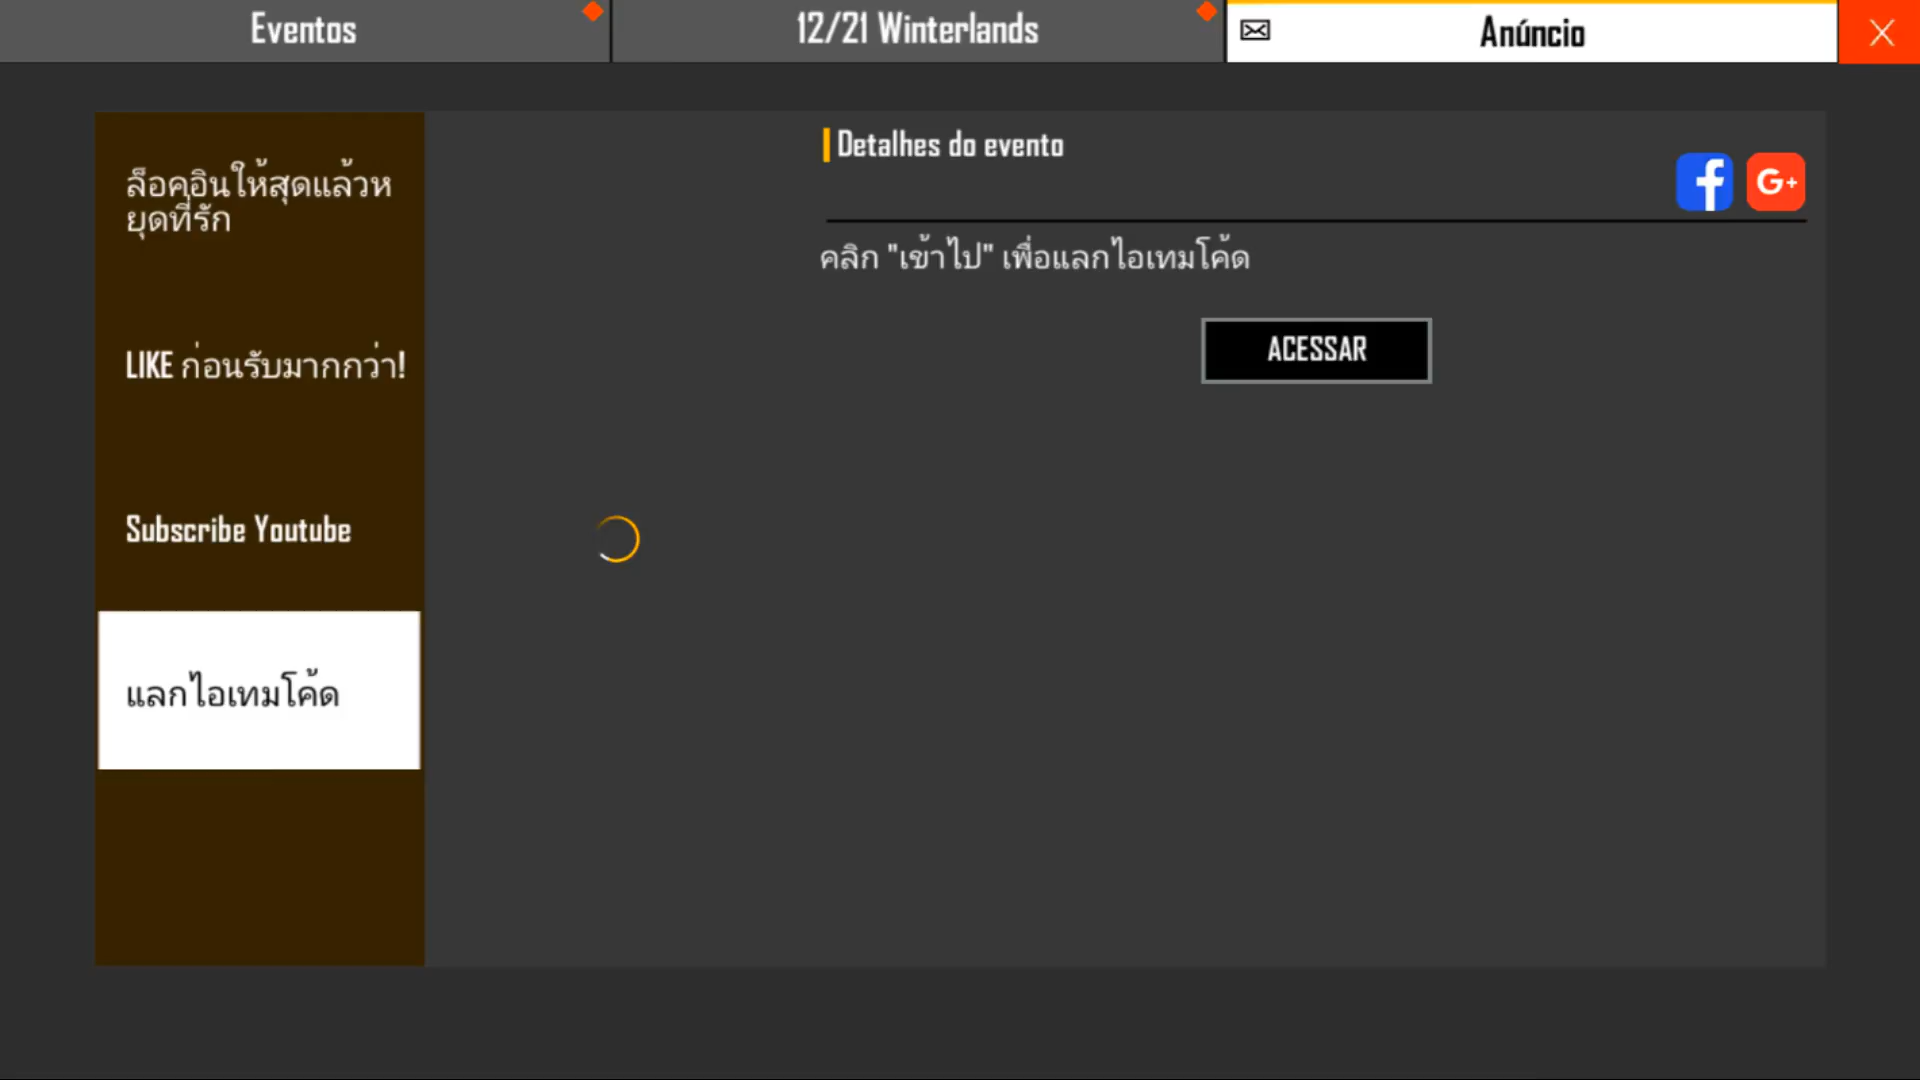 Eventos
12/21 Winterlands
Anúncio
ล็อคอินให้สุดแล้วห
ยุดที่รัก
LIKE ก่อนรับมากกว่า!
Subscribe Youtube
แลกไอเทมโค้ด
Detalhes do evento
f
G+
คลิก "เข้าไป" เพื่อแลกไอเทมโค้ด
ACESSAR